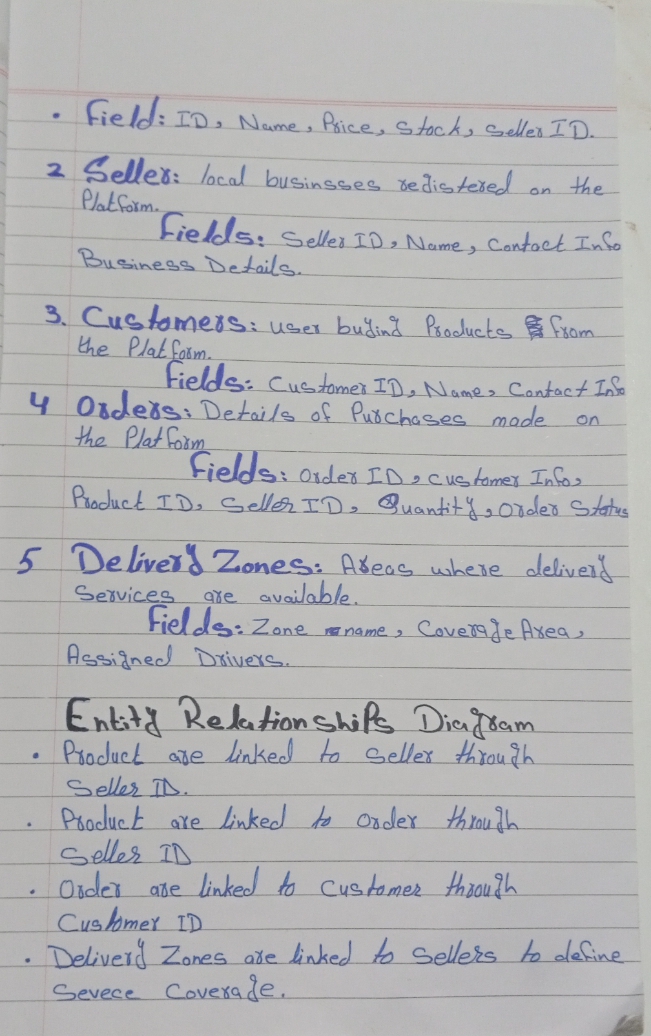 • Field: ID, Name, Price, Stock, Seller ID.
2 Seller: local businsses redistered on the
Platform.
Fields: Seller ID, Name, Contact Info
Business Details.
3. Customers: user buying Products from
the Platform.
Fields: Customer ID, Name, Contact Info
4 Orders: Details of Purchases made on
the Platform
Fields: Order ID, customer Info,
Product ID, Seller ID, Quantity, Order Status
5 Delivery Zones: Areas where delivery
Services are available.
Fields: Zone name, Coverage Area,
Assigned Drivers.
Entity Relationships Diagram
• Product are linked to Seller through
Seller ID.
• Product are linked to order through
Seller ID
• Order are linked to Customer through
Customer ID
• Delivery Zones are linked to Sellers to define
Sevece Coverage.